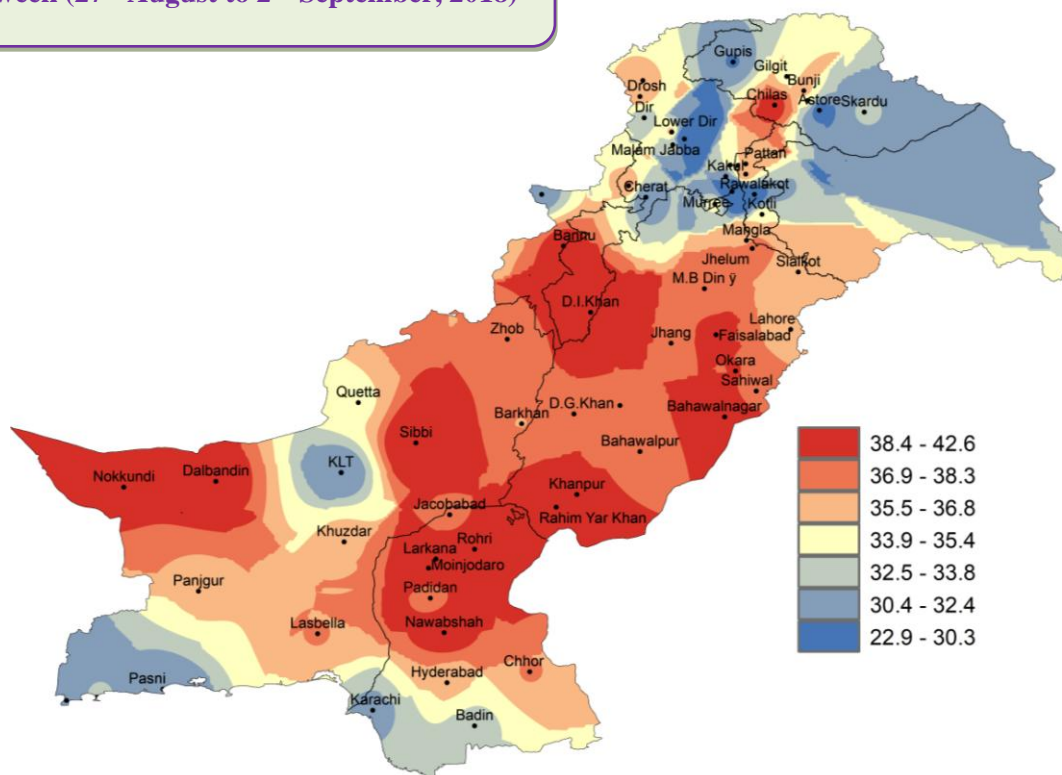 week (27th August to 2nd September, 2018)
Gupis
Gilgit
Bunji
Drosh
Chilas
Astore
Skardu
Dir
Lower Dir
Malam Jabba
Pattan
Kakul
Cherat
Rawalakot
Murree
Kotli
Bannu
Mangla
Jhelum
Sialkot
M.B Din ÿ
D.I.Khan
Zhob
Jhang
Lahore
Faisalabad
Okara
Sahiwal
Quetta
D.G.Khan
Bahawalnagar
Barkhan
Sibbi
Bahawalpur
38.4 - 42.6
Nokkundi
Dalbandin
KLT
36.9 - 38.3
Khanpur
35.5 - 36.8
Jacobabad
Rahim Yar Khan
33.9 - 35.4
Khuzdar
Rohri
Larkana
Moinjodaro
32.5 - 33.8
Panjgur
Padidan
30.4 - 32.4
Lasbella
Nawabshah
22.9 - 30.3
Hyderabad
Chhor
Pasni
Karachi
Badin